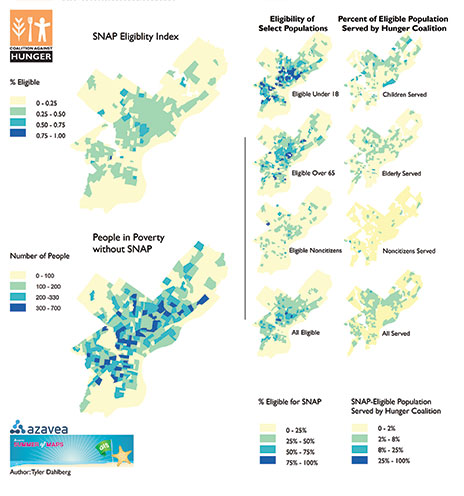 COALITION AGAINST
HUNGER
SNAP Eligiblity Index
% Eligible
0 - 0.25
0.25 - 0.50
0.50 - 0.75
0.75 - 1.00
People in Poverty
without SNAP
Number of People
0 - 100
100 - 200
200 -330
300 - 700
azavea
SUMMER of MAPS
Author: Tyler Dahlberg
Eligibility of
Select Populations
Eligible Under 18
Eligible Over 65
Eligible Noncitizens
All Eligible
Percent of Eligible Population
Served by Hunger Coalition
Children Served
Elderly Served
Noncitizens Served
All Served
% Eligible for SNAP
0 - 25%
25% - 50%
50% - 75%
75% - 100%
SNAP-Eligible Population
Served by Hunger Coalition
0 - 2%
2% - 8%
8% - 25%
25% - 100%